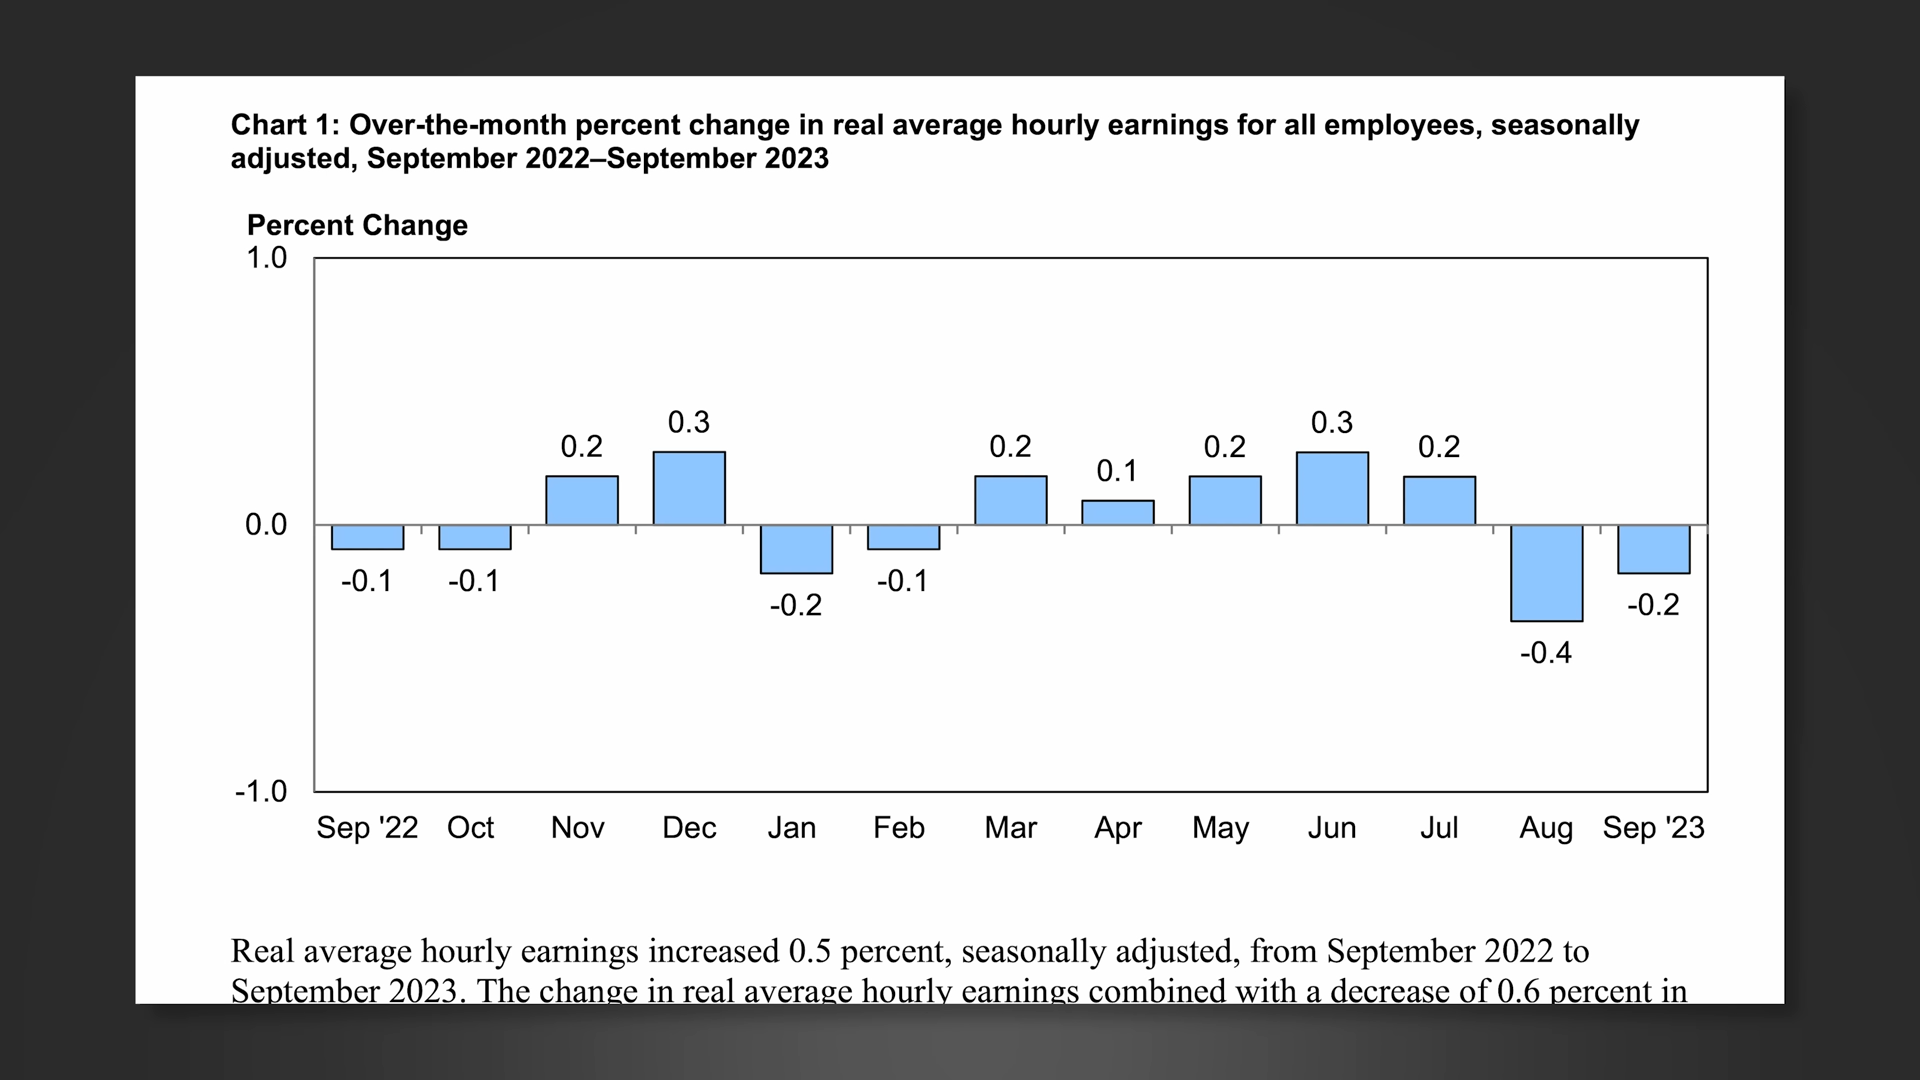 Chart 1: Over-the-month percent change in real average hourly earnings for all employees, seasonally
adjusted, September 2022–September 2023
Percent Change
1.0
0.3
0.3
0.2
0.2
0.2
0.2
0.1
0.0
-0.1
-0.1
-0.1
-0.2
-0.2
-0.4
-1.0
Sep '22 Oct Nov Dec Jan Feb Mar Apr May Jun Jul Aug Sep '23
Real average hourly earnings increased 0.5 percent, seasonally adjusted, from September 2022 to
September 2023. The change in real average hourly earnings combined with a decrease of 0.6 percent in